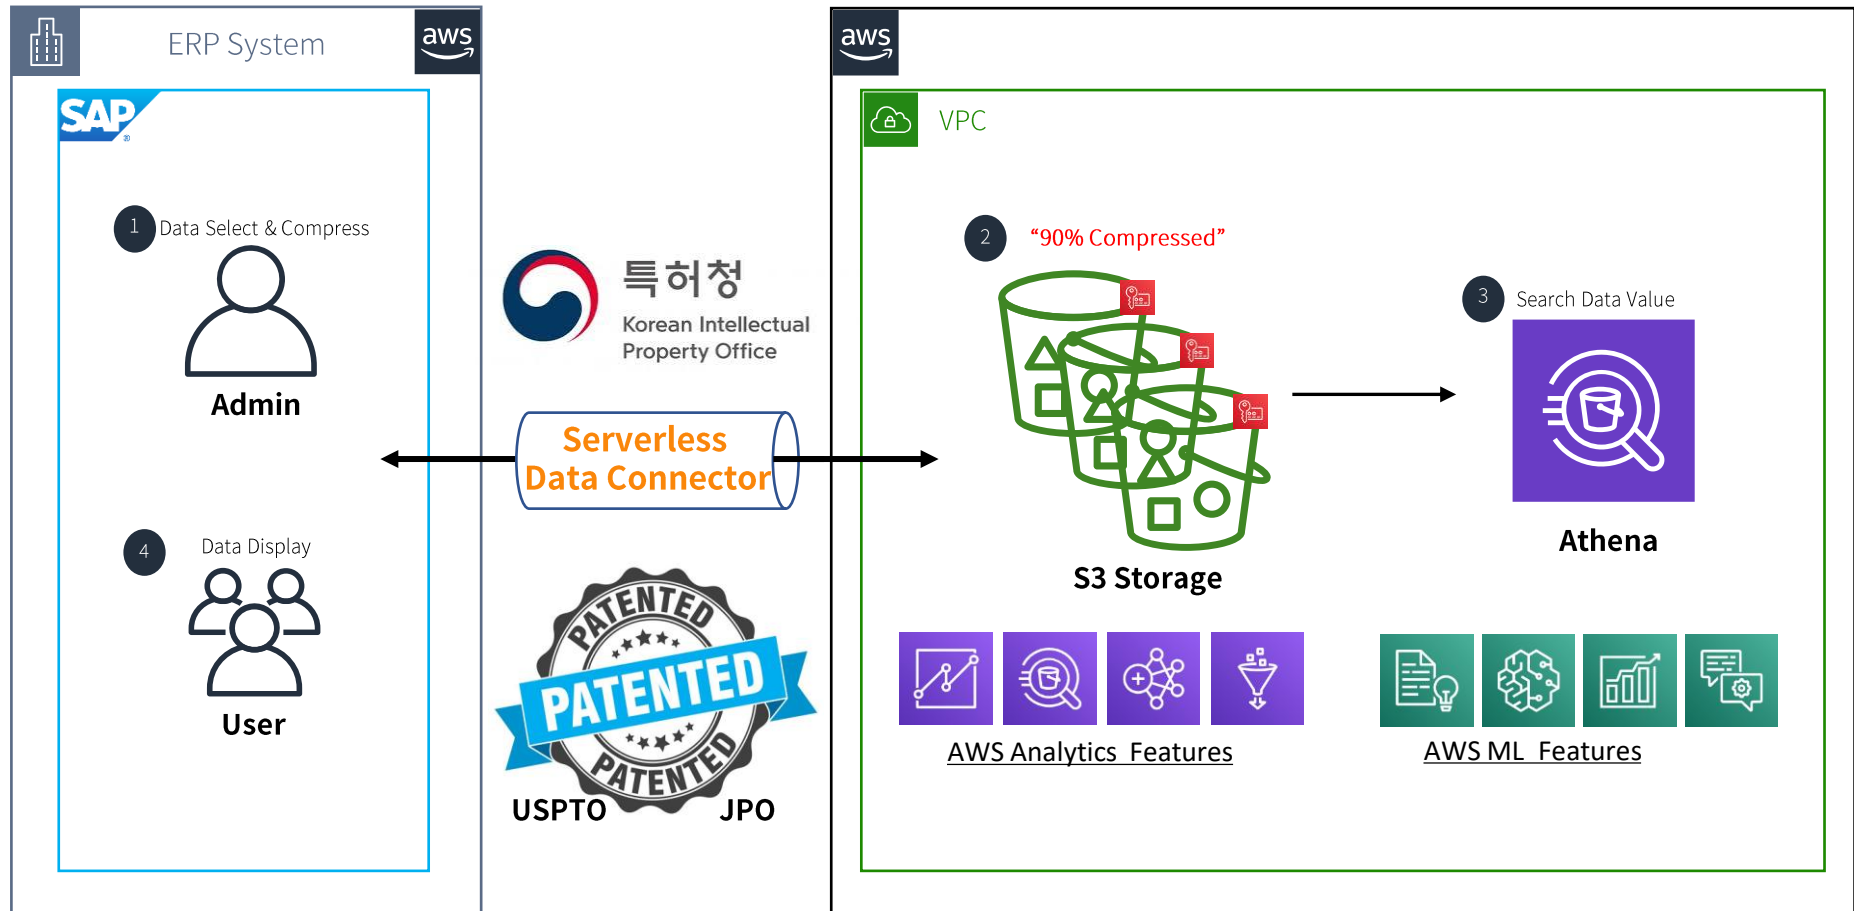 ERP System
aws
SAP
20
1
Data Select & Compress
Admin
4
Data Display
User
특허청
Korean Intellectual
Property Office
Serverless
Data Connector
PATENTED
PATENTED
PATENTED
USPTO
JPO
aws
VPC
2
“90% Compressed”
S3 Storage
3
Search Data Value
Athena
AWS Analytics  Features
AWS ML  Features